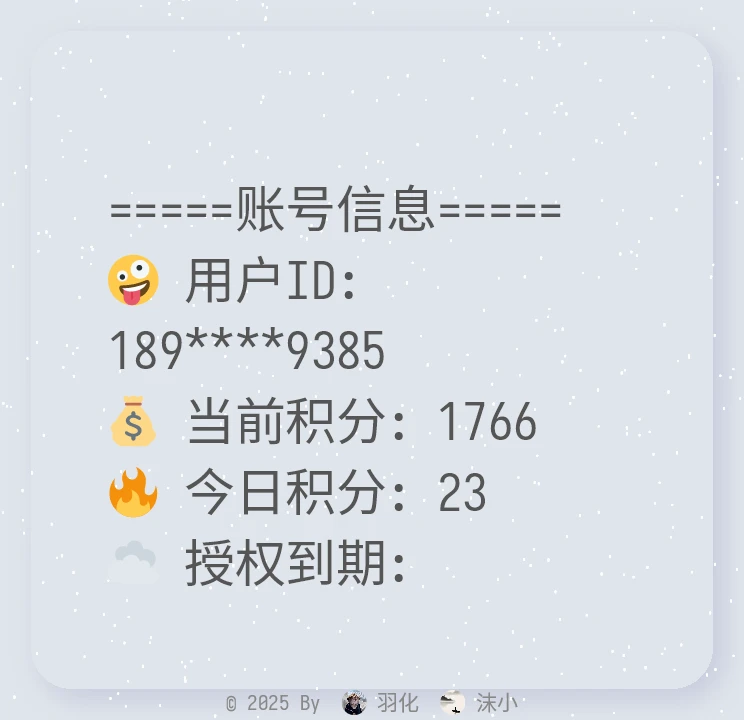 =====账号信息=====
🤪 用户ID:
189****9385
💰 当前积分: 1766
🔥 今日积分: 23
☁️ 授权到期:
© 2025 By 羽化 沫小